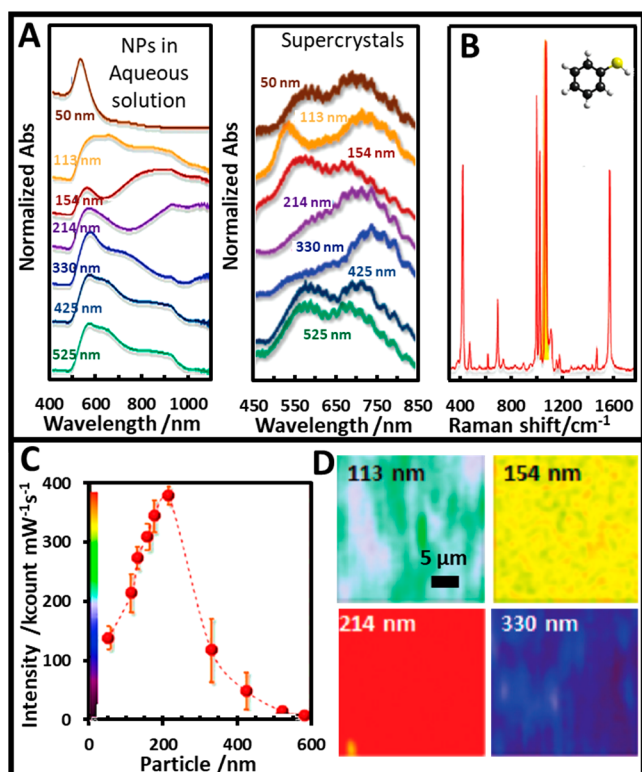 A
NPs in
Aqueous
solution
50 nm
113 nm
154 nm
214 nm
330 nm
425 nm
525 nm
Normalized Abs
400 600 800 1000
Wavelength /nm
Supercrystals
50 nm
113 nm
154 nm
214 nm
330 nm
425 nm
525 nm
Normalized Abs
450 550 650 750 850
Wavelength /nm
B
400 1000 1600
Raman shift/cm-1
C
400
300
200
100
0
Intensity /kcount mW-1s-1
0 200 400 600
Particle /nm
D
113 nm
5 µm
154 nm
214 nm
330 nm